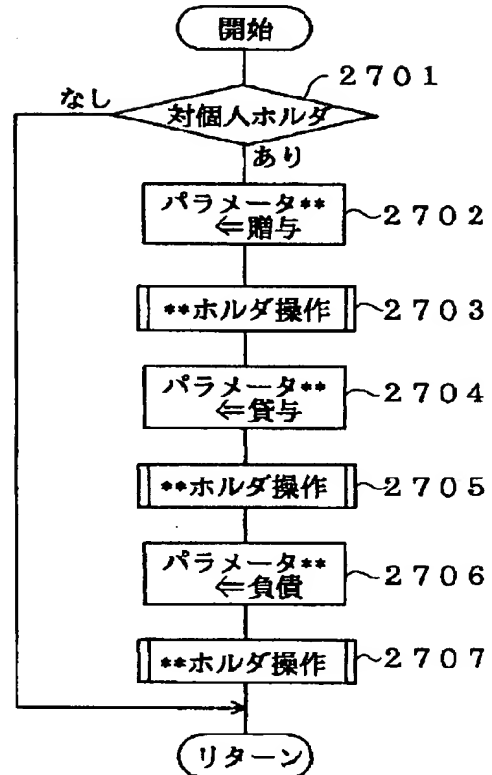 開始
2701
なし
対個人ホルダ
あり
パラメータ**
⇐贈与
2702
**ホルダ操作
2703
パラメータ**
⇐貸与
2704
**ホルダ操作
2705
パラメータ**
⇐負債
2706
**ホルダ操作
2707
リターン